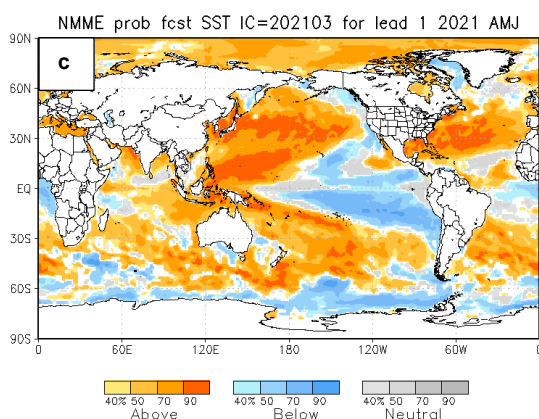 NMME prob fcst SST IC=202103 for lead 1 2021 AMJ
c
90N
60N
30N
EQ
30S
60S
90S
0 60E 120E 180 120W 60W 0
40% 50 70 90 40% 50 70 90 40% 50 70 90
Above Below Neutral